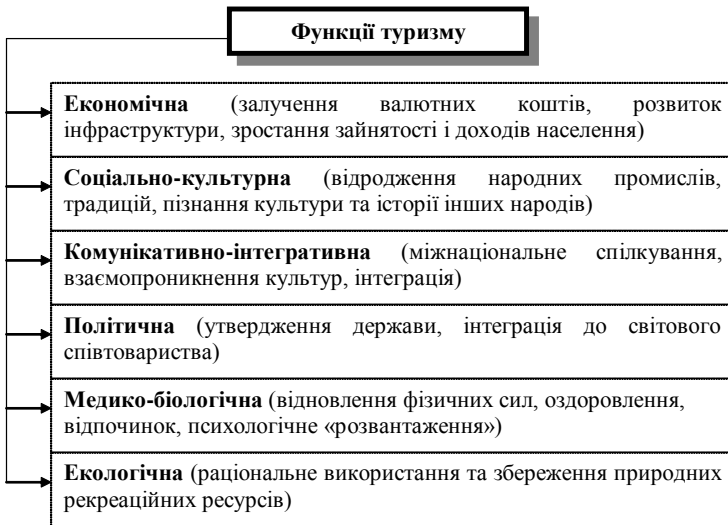 Функції туризму
Економічна (залучення валютних коштів, розвиток
інфраструктури, зростання зайнятості і доходів населення)
Соціально-культурна (відродження народних промислів,
традицій, пізнання культури та історії інших народів)
Комунікативно-інтегративна (міжнаціональне спілкування,
взаємопроникнення культур, інтеграція)
Політична (утвердження держави, інтеграція до світового
співтовариства)
Медико-біологічна (відновлення фізичних сил, оздоровлення,
відпочинок, психологічне «розвантаження»)
Екологічна (раціональне використання та збереження природних
рекреаційних ресурсів)